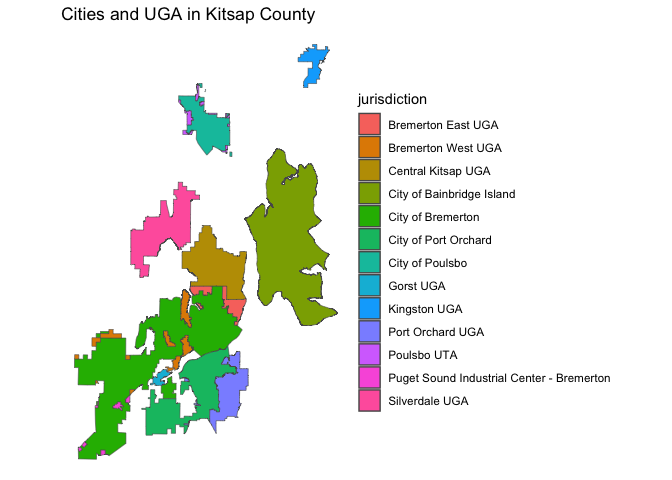 Cities and UGA in Kitsap County
jurisdiction
Bremerton East UGA
Bremerton West UGA
Central Kitsap UGA
City of Bainbridge Island
City of Bremerton
City of Port Orchard
City of Poulsbo
Gorst UGA
Kingston UGA
Port Orchard UGA
Poulsbo UTA
Puget Sound Industrial Center - Bremerton
Silverdale UGA